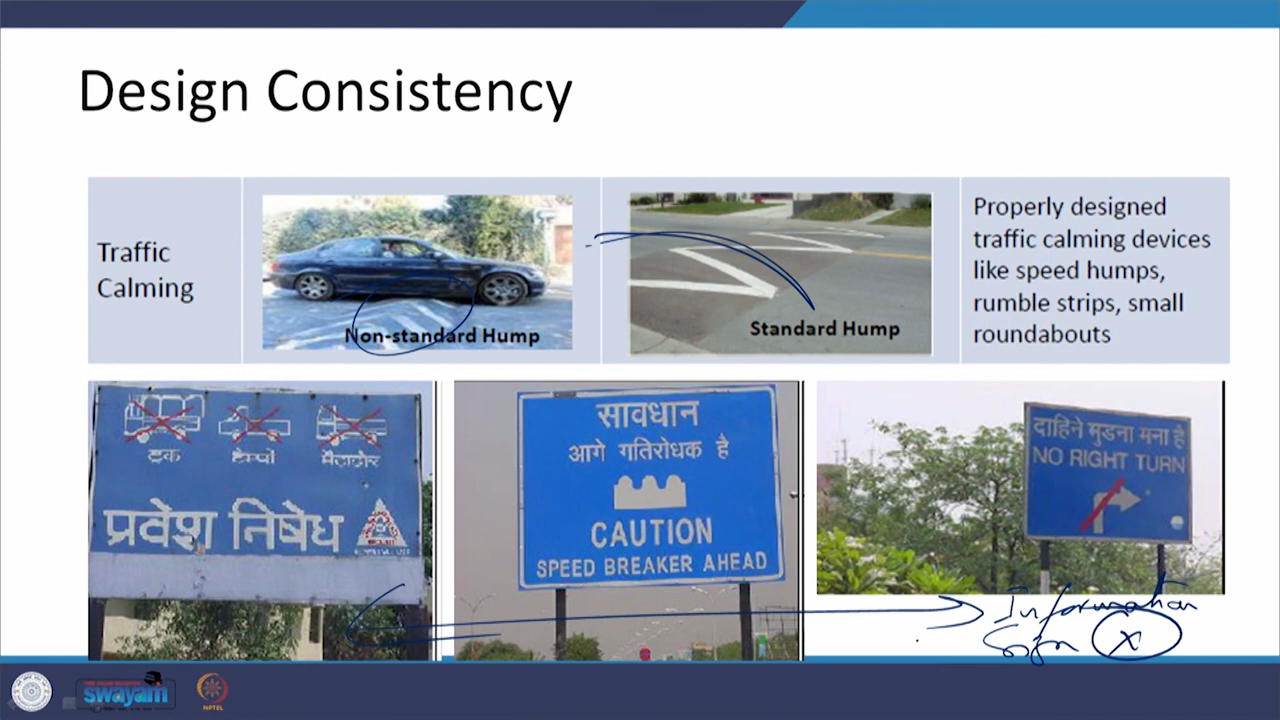 Design Consistency
Traffic
Calming
Non-standard Hump
Standard Hump
Properly designed
traffic calming devices
like speed humps,
rumble strips, small
roundabouts
ट्रक
टेम्पो
प्रवेश निषेध
सावधान
आगे गतिरोधक है
CAUTION
SPEED BREAKER AHEAD
दाहिने मुडना मना है
NO RIGHT TURN
Information
Sign X
swayam
NPTEL